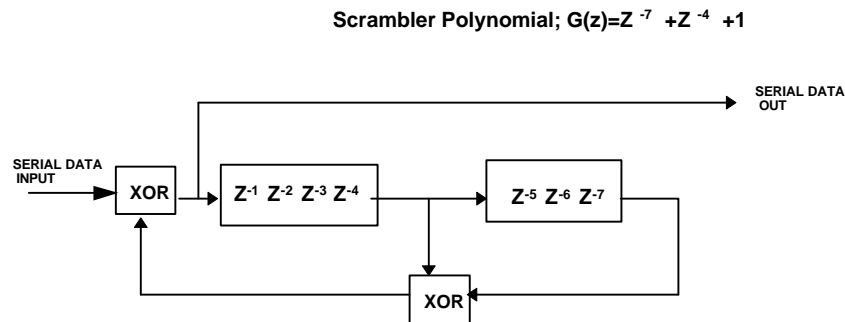 Scrambler Polynomial; G(z)=Z⁻⁷ +Z⁻⁴ +1
SERIAL DATA
OUT
SERIAL DATA
INPUT
XOR
Z⁻¹ Z⁻² Z⁻³ Z⁻⁴
Z⁻⁵ Z⁻⁶ Z⁻⁷
XOR